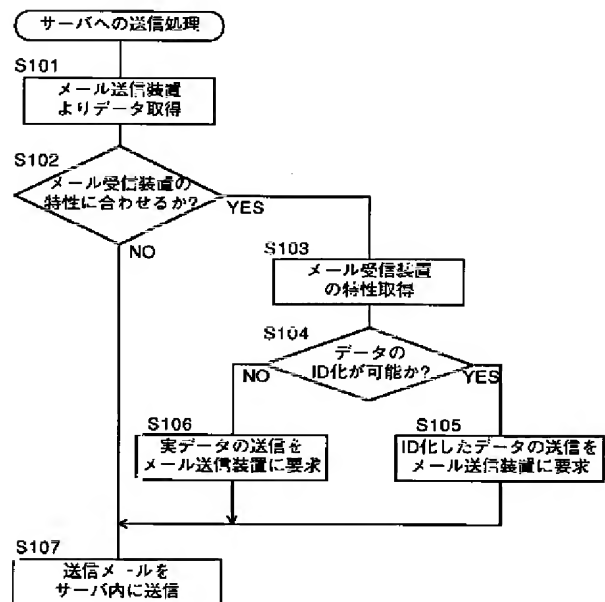 サーバへの送信処理
S101
メール送信装置
よりデータ取得
S102
メール受信装置の
特性に合わせるか?
YES
NO
S103
メール受信装置
の特性取得
S104
データの
ID化が可能か?
NO
YES
S106
実データの送信を
メール送信装置に要求
S105
ID化したデータの送信を
メール送信装置に要求
S107
送信メールを
サーバ内に送信